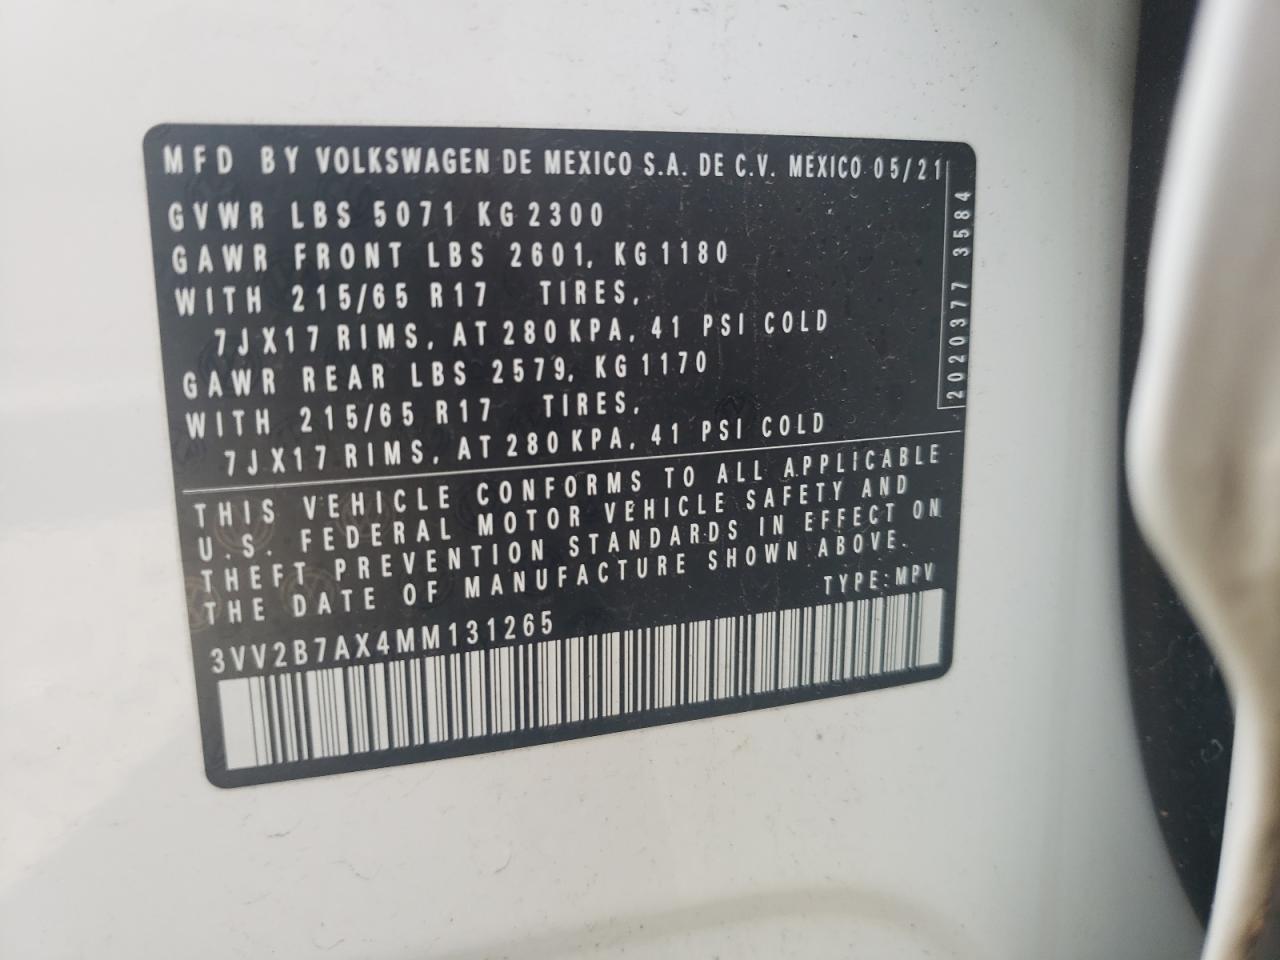 MFD BY VOLKSWAGEN DE MEXICO S.A. DE C.V. MEXICO 05/21
GVWR LBS 5071 KG 2300
GAWR FRONT LBS 2601, KG 1180
WITH 215/65 R17 TIRES,
7JX17 RIMS, AT 280 KPA, 41 PSI COLD
GAWR REAR LBS 2579, KG 1170
WITH 215/65 R17 TIRES,
7JX17 RIMS, AT 280 KPA, 41 PSI COLD
2020377 3584
THIS VEHICLE CONFORMS TO ALL APPLICABLE
U.S. FEDERAL MOTOR VEHICLE SAFETY AND
THEFT PREVENTION STANDARDS IN EFFECT ON
THE DATE OF MANUFACTURE SHOWN ABOVE.
TYPE: MPV
3VV2B7AX4MM131265